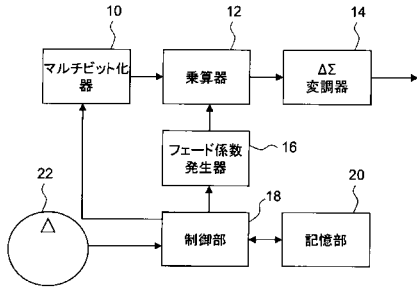 10
12
14
マルチビット化
器
乗算器
ΔΣ
変調器
フェード係数
発生器
16
22
18
20
制御部
記憶部